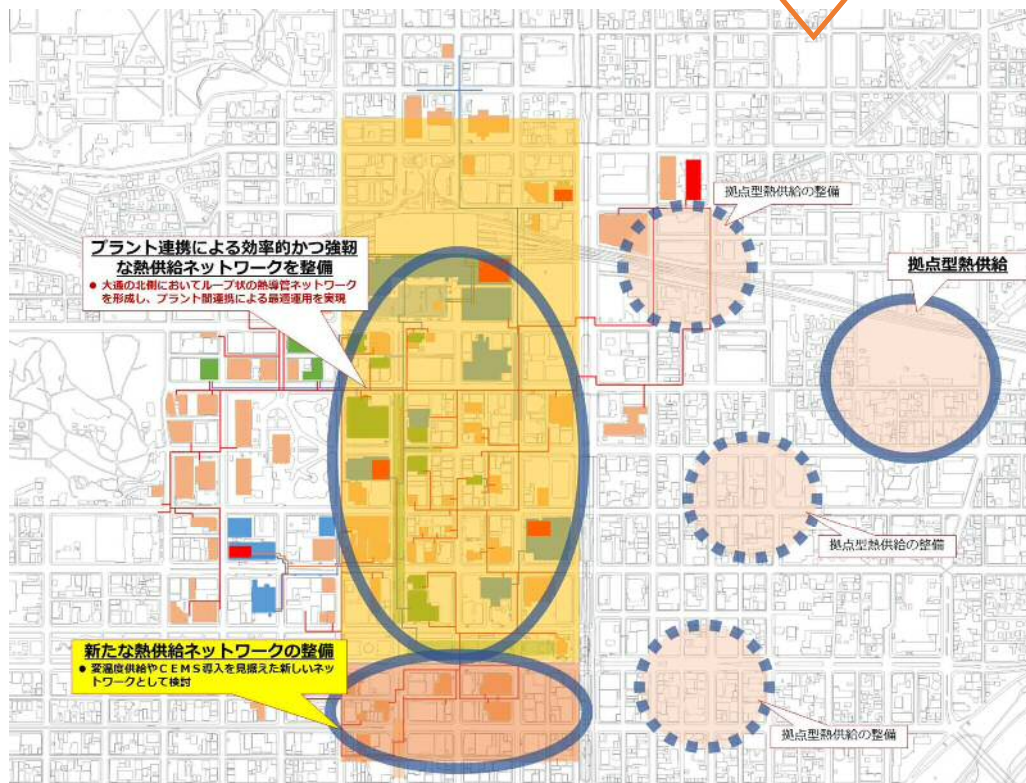 拠点型熱供給の整備
プラント連携による効率的かつ強靭
な熱供給ネットワークを整備
● 大通の北側においてループ状の熱導管ネットワーク
を形成し、プラント間連携による最適運用を実現
拠点型熱供給
拠点型熱供給の整備
新たな熱供給ネットワークの整備
● 変温度供給やCEMS導入を見据えた新しいネッ
トワークとして検討
拠点型熱供給の整備